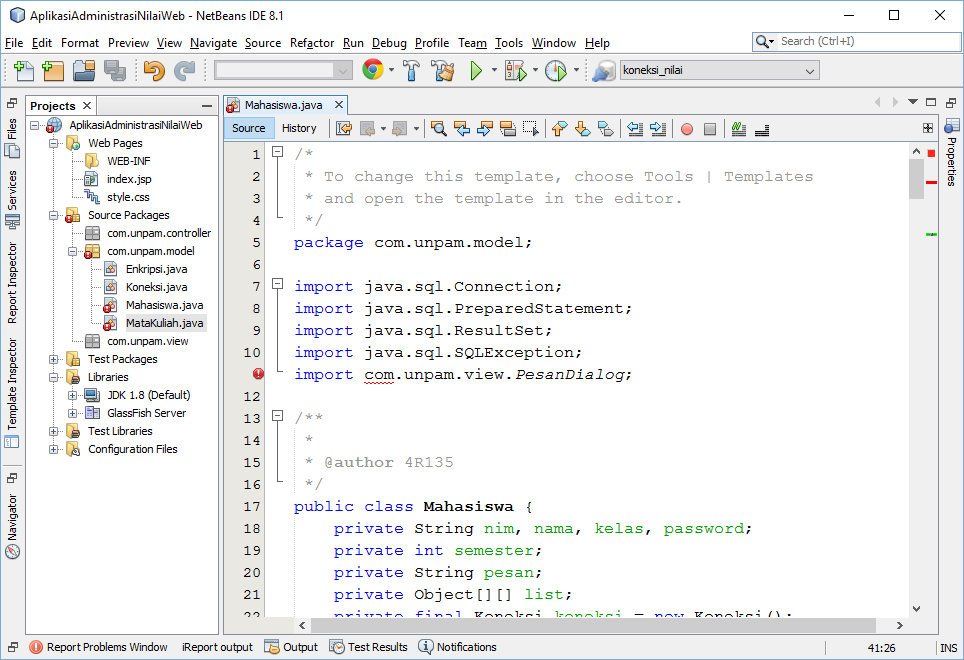 AplikasiAdministrasiNilaiWeb - NetBeans IDE 8.1
File Edit Format Preview View Navigate Source Refactor Run Debug Profile Team Tools Window Help
Search (Ctrl+I)
koneksi_nilai
Files
Services
Report Inspector
Template Inspector
Navigator
Projects
AplikasiAdministrasiNilaiWeb
Web Pages
WEB-INF
index.jsp
style.css
Source Packages
com.unpam.controller
com.unpam.model
Enkripsi.java
Koneksi.java
Mahasiswa.java
MataKuliah.java
com.unpam.view
Test Packages
Libraries
JDK 1.8 (Default)
GlassFish Server
Test Libraries
Configuration Files
Mahasiswa.java
Source History
1 /*
2 * To change this template, choose Tools | Templates
3 * and open the template in the editor.
4 */
5 package com.unpam.model;
6
7 import java.sql.Connection;
8 import java.sql.PreparedStatement;
9 import java.sql.ResultSet;
10 import java.sql.SQLException;
import com.unpam.view.PesanDialog;
12
13 /**
14 *
15 * @author 4R135
16 */
17 public class Mahasiswa {
18 private String nim, nama, kelas, password;
19 private int semester;
20 private String pesan;
21 private Object[][] list;
22 private final Koneksi koneksi = new Koneksi();
Properties
Report Problems Window iReport output Output Test Results Notifications
41:26 INS